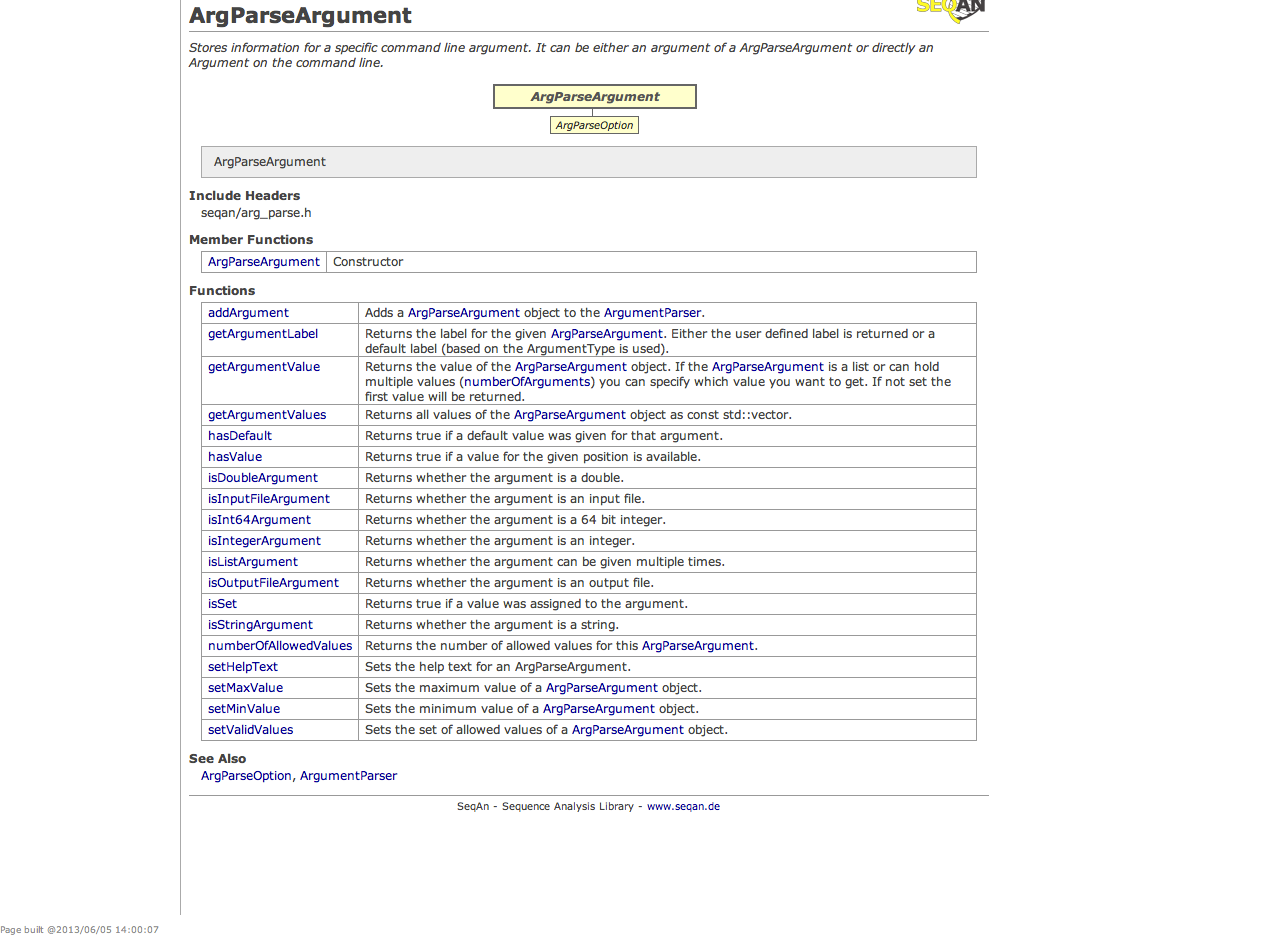 ArgParseArgument
SEQAN
Stores information for a specific command line argument. It can be either an argument of a ArgParseArgument or directly an
Argument on the command line.
ArgParseArgument
ArgParseOption
ArgParseArgument
Include Headers
seqan/arg_parse.h
Member Functions
ArgParseArgument Constructor
Functions
addArgument Adds a ArgParseArgument object to the ArgumentParser.
getArgumentLabel Returns the label for the given ArgParseArgument. Either the user defined label is returned or a
default label (based on the ArgumentType is used).
getArgumentValue Returns the value of the ArgParseArgument object. If the ArgParseArgument is a list or can hold
multiple values (numberOfArguments) you can specify which value you want to get. If not set the
first value will be returned.
getArgumentValues Returns all values of the ArgParseArgument object as const std::vector.
hasDefault Returns true if a default value was given for that argument.
hasValue Returns true if a value for the given position is available.
isDoubleArgument Returns whether the argument is a double.
isInputFileArgument Returns whether the argument is an input file.
isInt64Argument Returns whether the argument is a 64 bit integer.
isIntegerArgument Returns whether the argument is an integer.
isListArgument Returns whether the argument can be given multiple times.
isOutputFileArgument Returns whether the argument is an output file.
isSet Returns true if a value was assigned to the argument.
isStringArgument Returns whether the argument is a string.
numberOfAllowedValues Returns the number of allowed values for this ArgParseArgument.
setHelpText Sets the help text for an ArgParseArgument.
setMaxValue Sets the maximum value of a ArgParseArgument object.
setMinValue Sets the minimum value of a ArgParseArgument object.
setValidValues Sets the set of allowed values of a ArgParseArgument object.
See Also
ArgParseOption, ArgumentParser
SeqAn - Sequence Analysis Library - www.seqan.de
Page built @2013/06/05 14:00:07